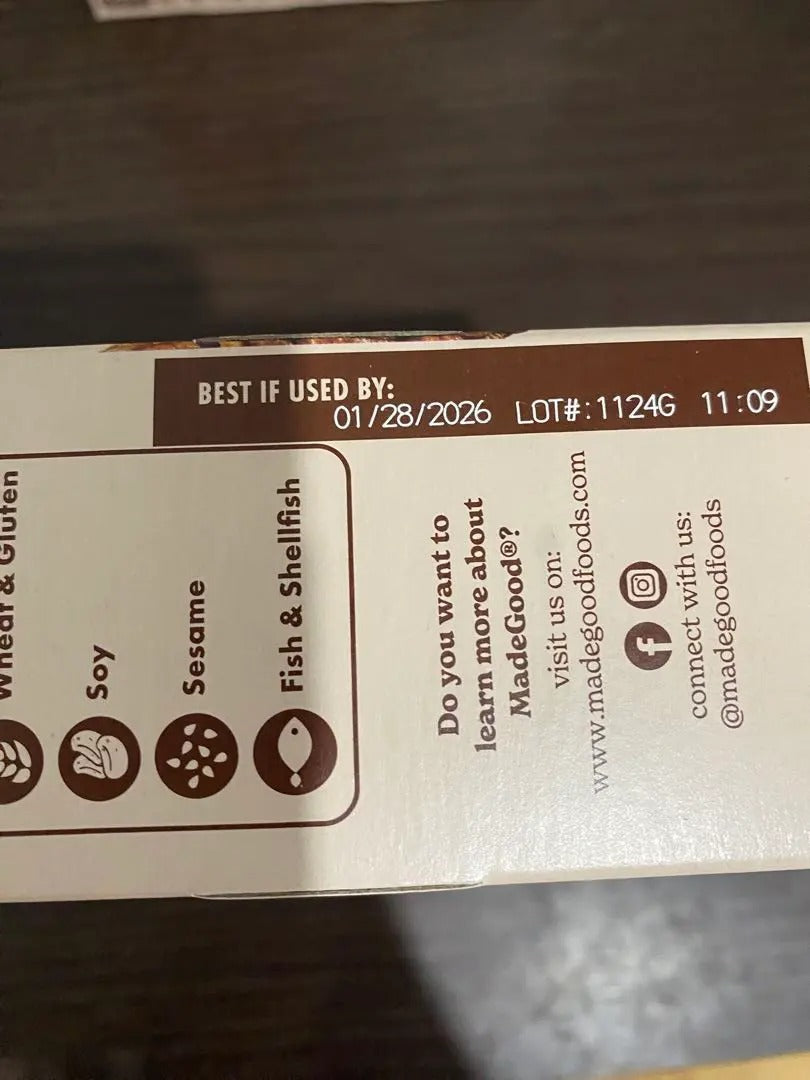 BEST IF USED BY:
01/28/2026 LOT#:1124G 11:09
Wheat & Gluten
Soy
Sesame
Fish & Shellfish
Do you want to
learn more about
MadeGood®?
visit us on:
www.madegoodfoods.com
connect with us:
@madegoodfoods